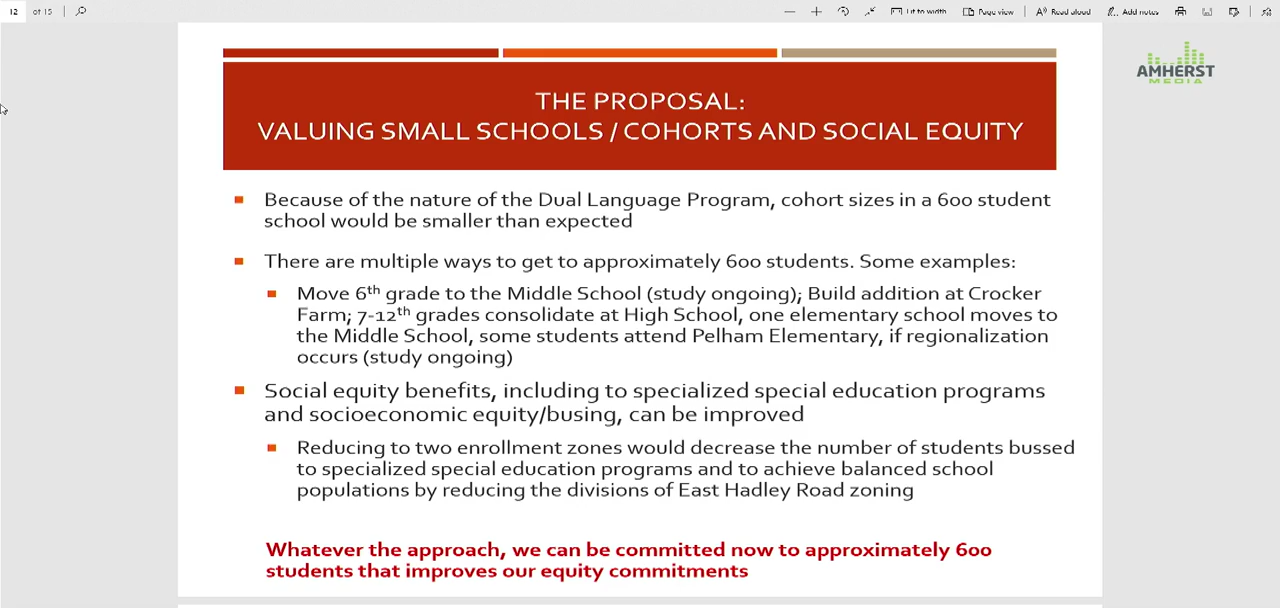 12 of 15 Fit to width Page view Read aloud Add notes
AMHERST
MEDIA
THE PROPOSAL:
VALUING SMALL SCHOOLS / COHORTS AND SOCIAL EQUITY
Because of the nature of the Dual Language Program, cohort sizes in a 600 student
school would be smaller than expected
There are multiple ways to get to approximately 600 students. Some examples:
Move 6th grade to the Middle School (study ongoing); Build addition at Crocker
Farm; 7-12th grades consolidate at High School, one elementary school moves to
the Middle School, some students attend Pelham Elementary, if regionalization
occurs (study ongoing)
Social equity benefits, including to specialized special education programs
and socioeconomic equity/busing, can be improved
Reducing to two enrollment zones would decrease the number of students bussed
to specialized special education programs and to achieve balanced school
populations by reducing the divisions of East Hadley Road zoning
Whatever the approach, we can be committed now to approximately 600
students that improves our equity commitments